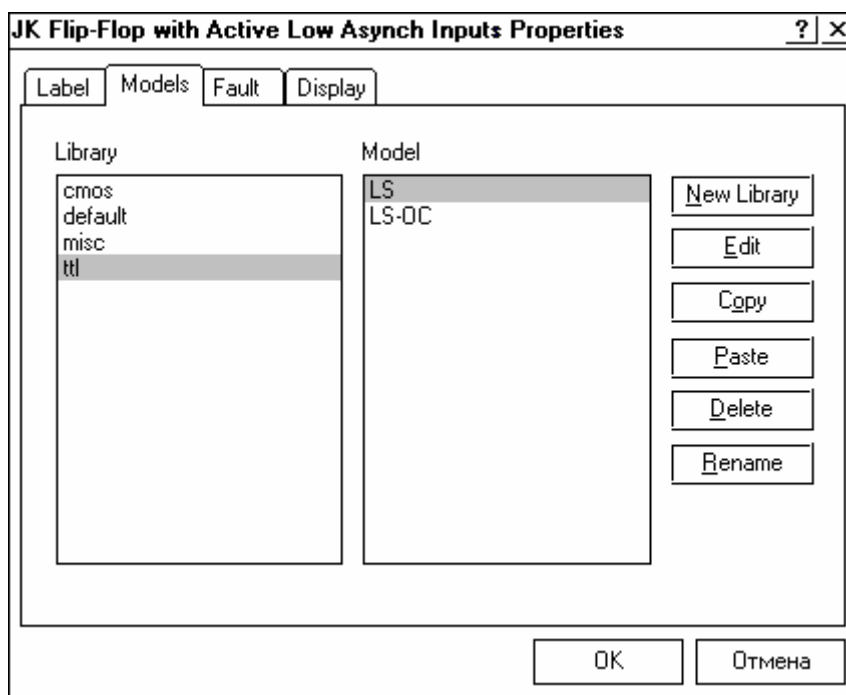 JK Flip-Flop with Active Low Asynch Inputs Properties ? ×
Label Models Fault Display
Library Model
cmos LS New Library
default LS-OC
misc Edit
ttl
Copy
Paste
Delete
Rename
OK Отмена